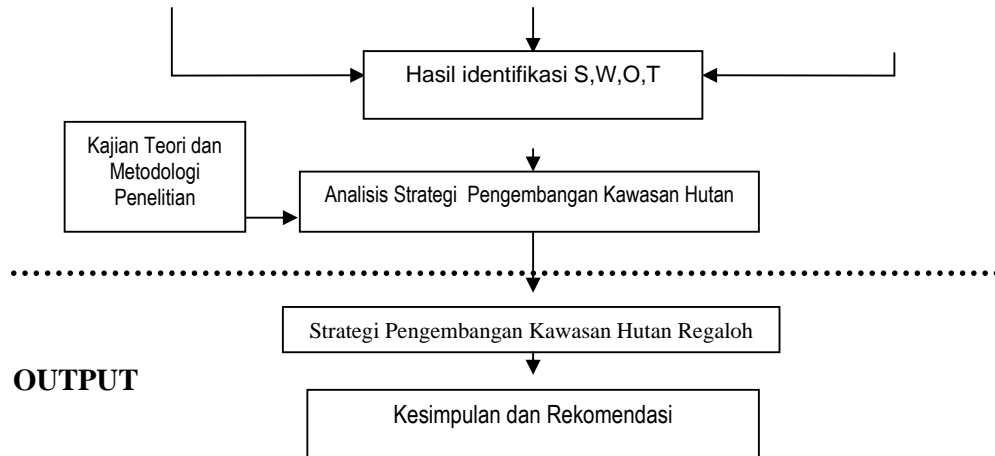 Hasil identifikasi S,W,O,T
Kajian Teori dan
Metodologi
Penelitian
Analisis Strategi Pengembangan Kawasan Hutan
Strategi Pengembangan Kawasan Hutan Regaloh
OUTPUT
Kesimpulan dan Rekomendasi